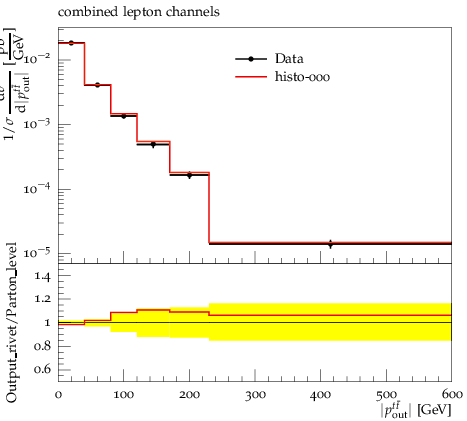 combined lepton channels
1/σ dσ/d|p_out^{tt̄}| [pb/GeV]
10−2
10−3
10−4
10−5
Data
histo-000
Output_rivet/Parton_level
1.4
1.2
1
0.8
0.6
0 100 200 300 400 500 600
|p_out^{tt̄}| [GeV]